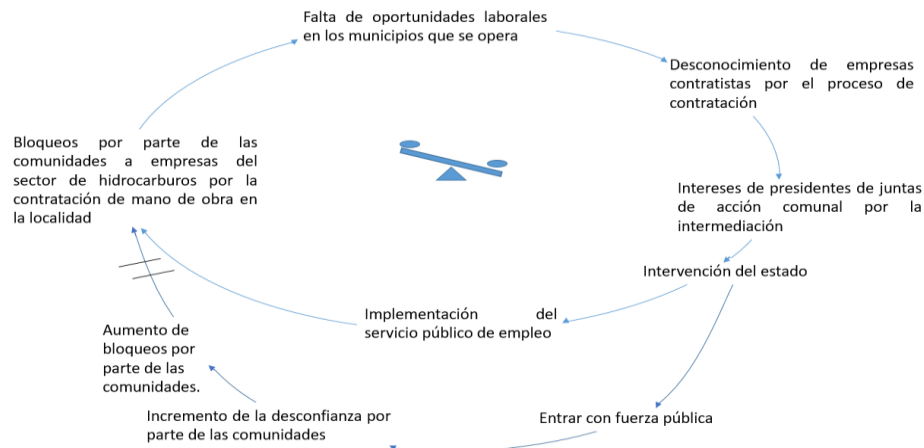 Falta de oportunidades laborales
en los municipios que se opera
Desconocimiento de empresas
contratistas por el proceso de
contratación
Bloqueos por parte de las
comunidades a empresas del
sector de hidrocarburos por la
contratación de mano de obra en
la localidad
Intereses de presidentes de juntas
de acción comunal por la
intermediación
Intervención del estado
Implementación del
servicio público de empleo
Aumento de
bloqueos por
parte de las
comunidades.
Incremento de la desconfianza por
parte de las comunidades
Entrar con fuerza pública